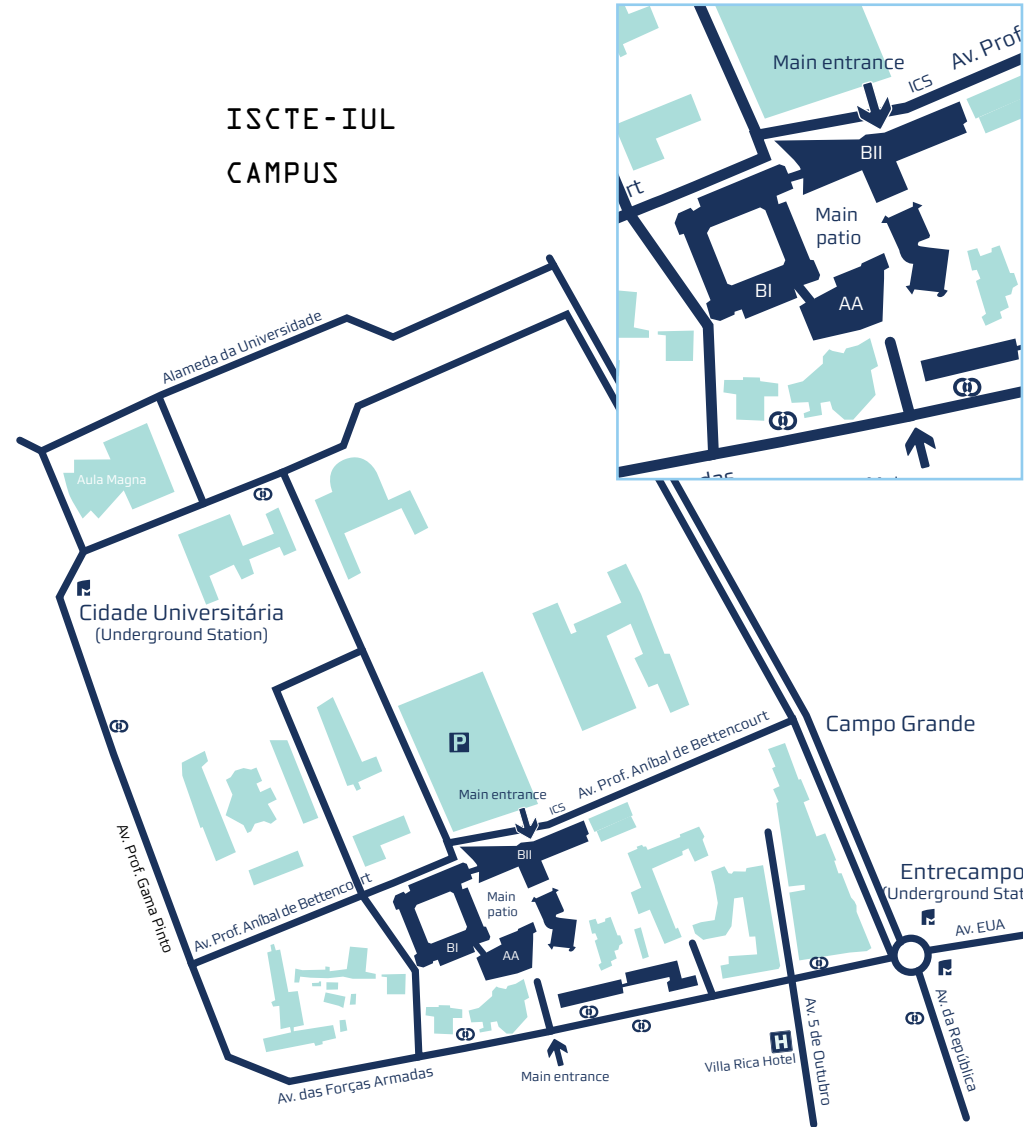 ISCTE-IUL
CAMPUS
Main entrance
Av. Prof
ICS
BII
rt
Main
patio
BI
AA
Alameda da Universidade
Aula Magna
Cidade Universitária
(Underground Station)
P
Campo Grande
Av. Prof. Aníbal de Bettencourt
Main entrance
ICS
BII
Av. Prof. Gama Pinto
Av. Prof. Aníbal de Bettencourt
Main
patio
BI
AA
Entrecampo
(Underground Stat
Av. EUA
Av. da República
Av. 5 de Outubro
H
Villa Rica Hotel
Main entrance
Av. das Forças Armadas